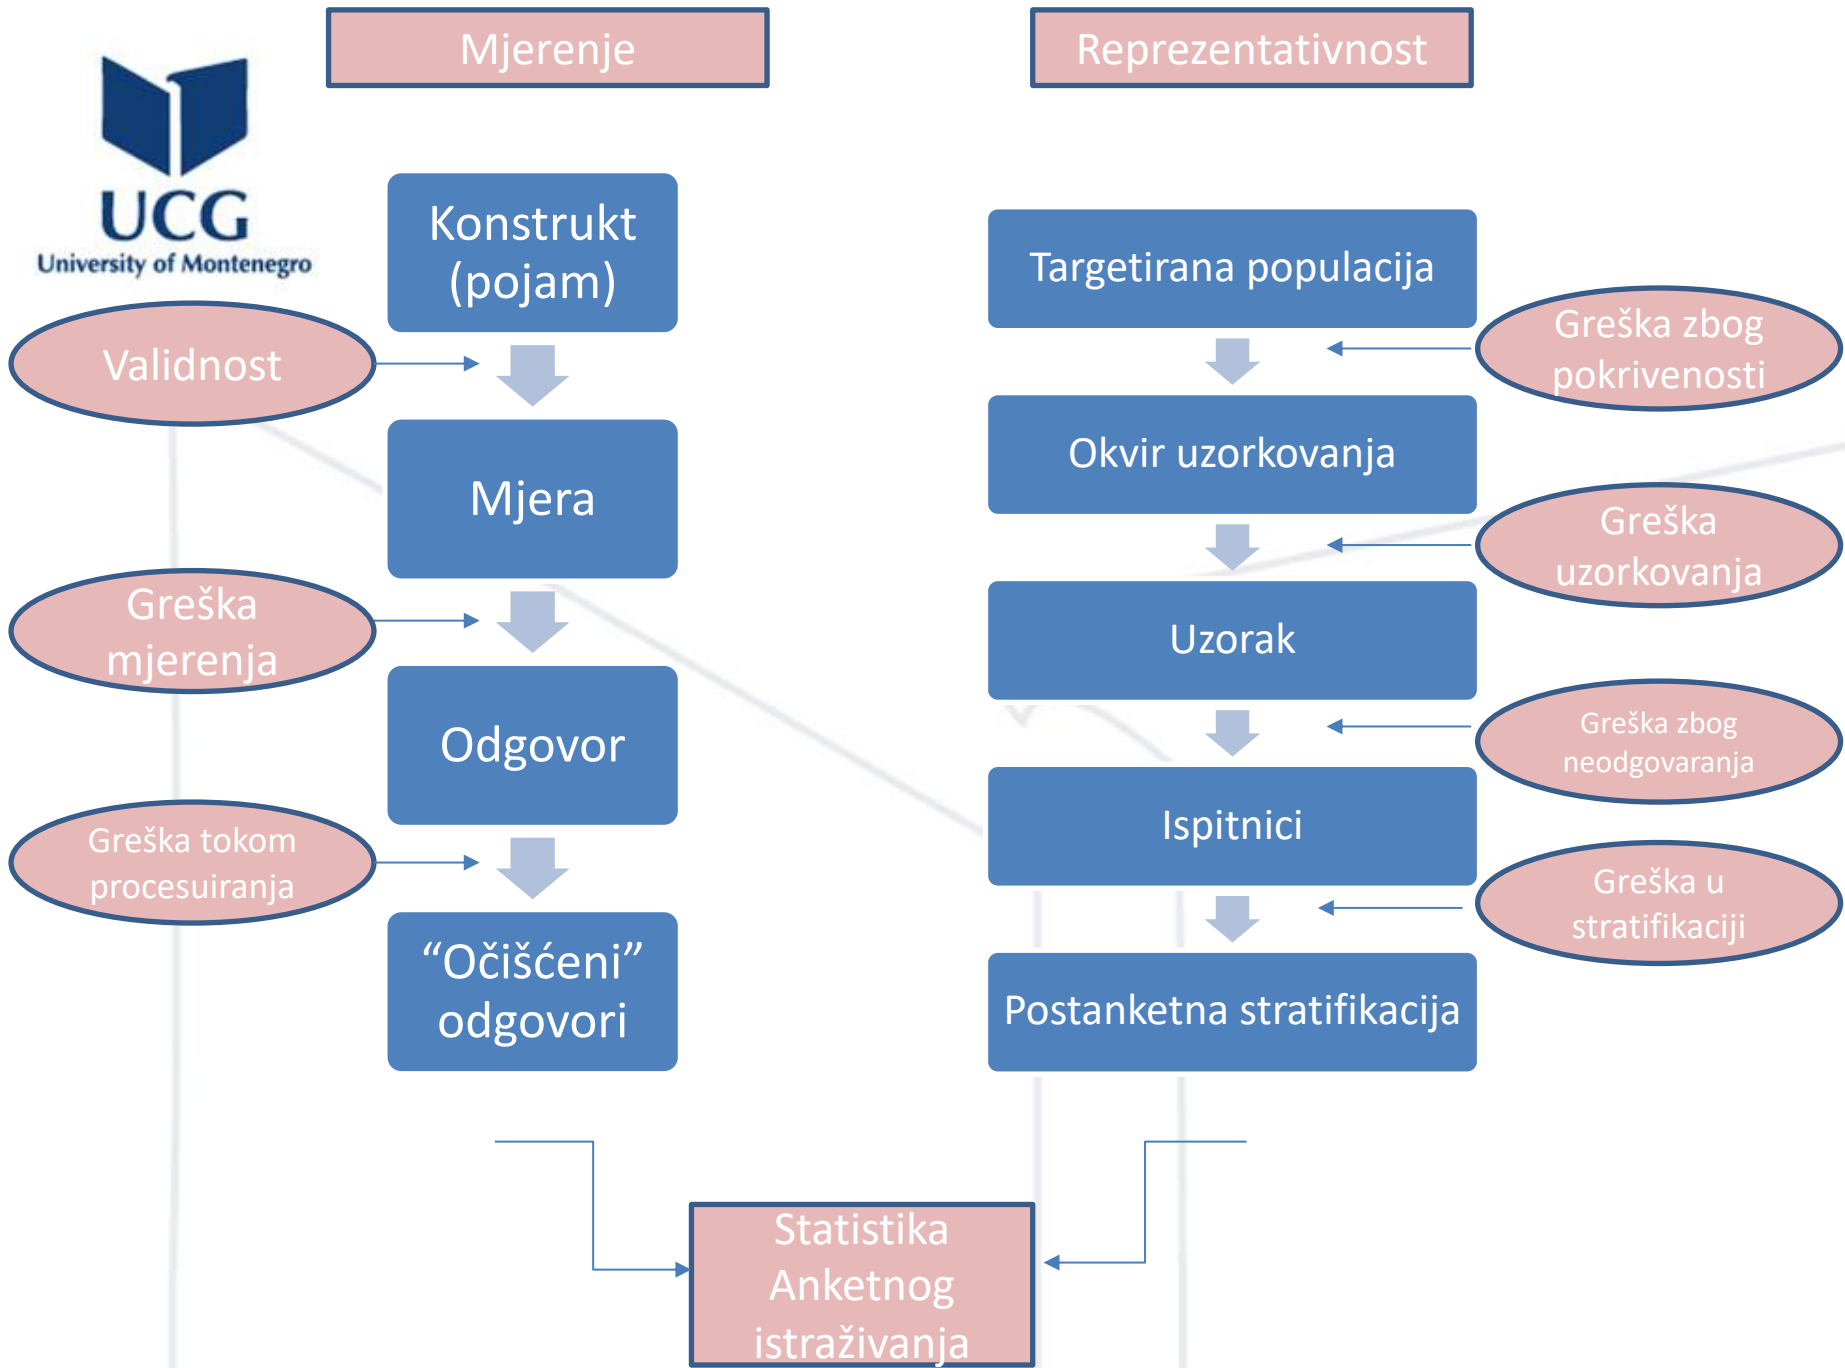 Mjerenje
Reprezentativnost
UCG
University of Montenegro
Konstrukt
(pojam)
Validnost
Mjera
Greška
mjerenja
Odgovor
Greška tokom
procesuiranja
“Očišćeni”
odgovori
Targetirana populacija
Greška zbog
pokrivenosti
Okvir uzorkovanja
Greška
uzorkovanja
Uzorak
Greška zbog
neodgovaranja
Ispitnici
Greška u
stratifikaciji
Postanketna stratifikacija
Statistika
Anketnog
istraživanja